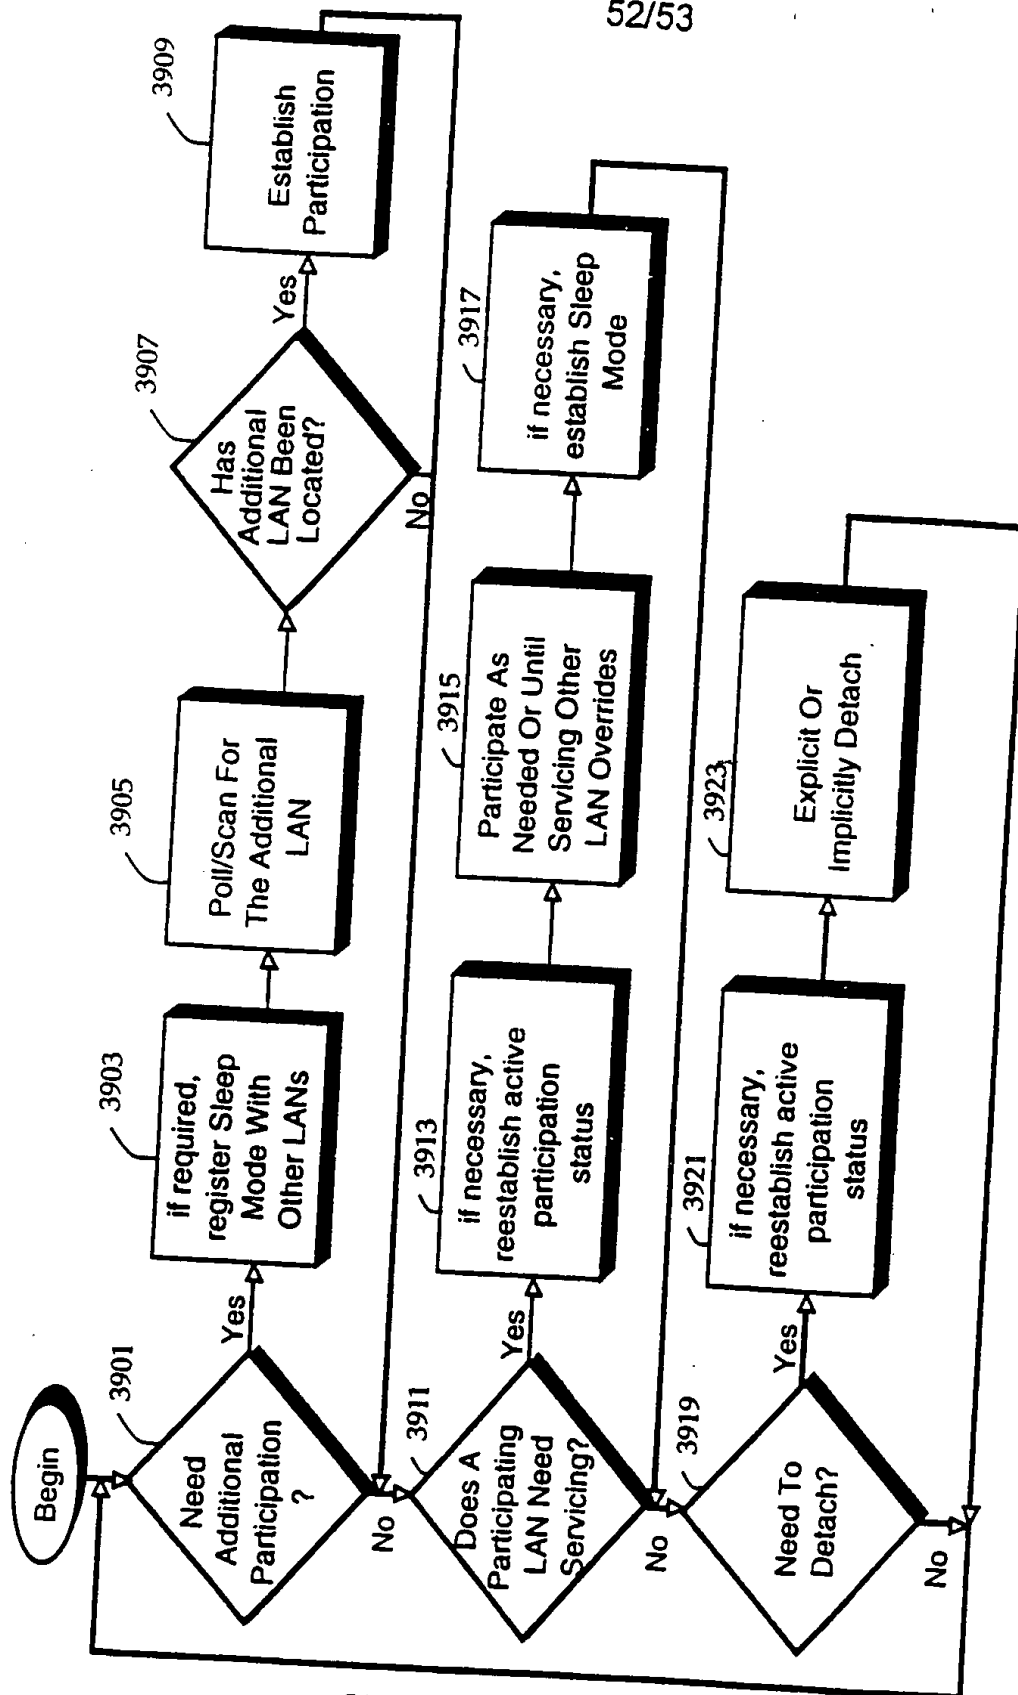 52/53
Begin
3901
Need
Additional
Participation
?
Yes
No
3903
if required,
register Sleep
Mode With
Other LANs
3905
Poll/Scan For
The Additional
LAN
3907
Has
Additional
LAN Been
Located?
Yes
No
3909
Establish
Participation
3911
Does A
Participating
LAN Need
Servicing?
Yes
No
3913
if necessary,
reestablish active
participation
status
3915
Participate As
Needed Or Until
Servicing Other
LAN Overrides
3917
if necessary,
establish Sleep
Mode
3919
Need To
Detach?
Yes
No
3921
if necessary,
reestablish active
participation
status
3923
Explicit Or
Implicitly Detach